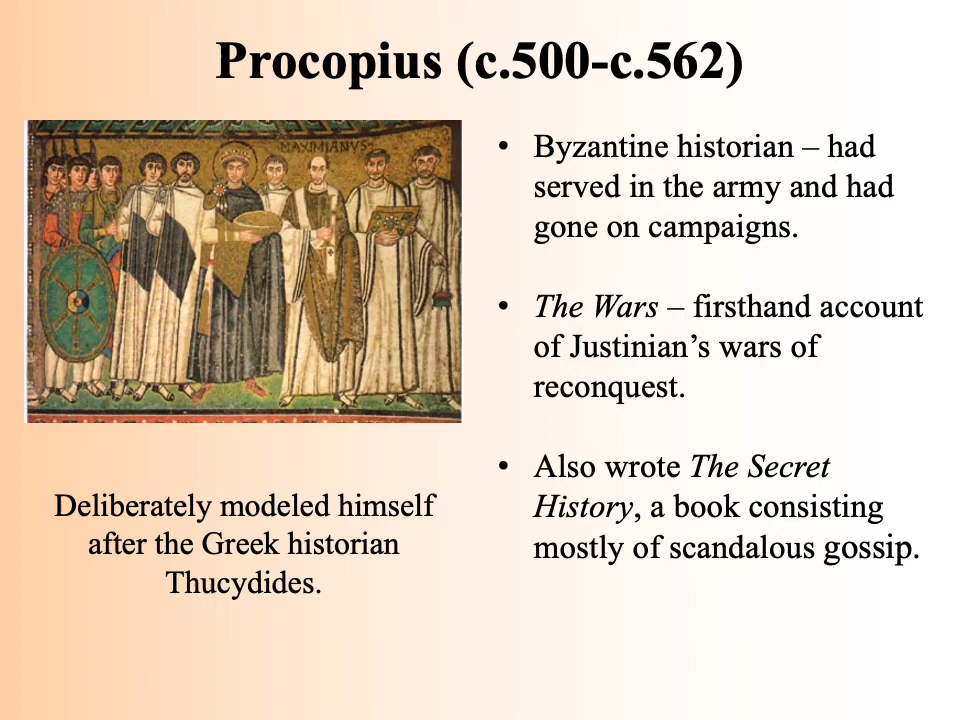 Procopius (c.500-c.562)
MAXIMIANVS
Deliberately modeled himself
after the Greek historian
Thucydides.
• Byzantine historian – had
served in the army and had
gone on campaigns.
• The Wars – firsthand account
of Justinian’s wars of
reconquest.
• Also wrote The Secret
History, a book consisting
mostly of scandalous gossip.